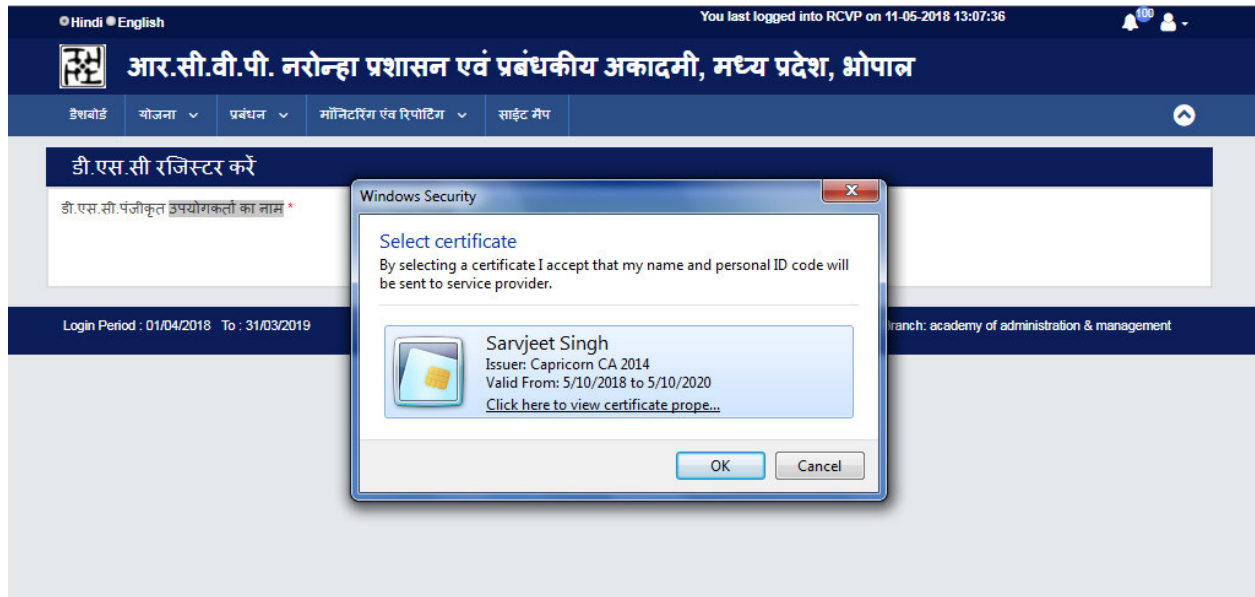 Hindi English
You last logged into RCVP on 11-05-2018 13:07:36
100
आर.सी.वी.पी. नरोन्हा प्रशासन एवं प्रबंधकीय अकादमी, मध्य प्रदेश, भोपाल
डैशबोर्ड योजना प्रबंधन मॉनिटरिंग एंव रिपोर्टिंग साईट मैप
डी.एस.सी रजिस्टर करें
डी.एस.सी.पंजीकृत उपयोगकर्ता का नाम *
Windows Security
Select certificate
By selecting a certificate I accept that my name and personal ID code will
be sent to service provider.
Sarvjeet Singh
Issuer: Capricorn CA 2014
Valid From: 5/10/2018 to 5/10/2020
Click here to view certificate prope...
OK Cancel
Login Period : 01/04/2018 To : 31/03/2019
academy of administration & management